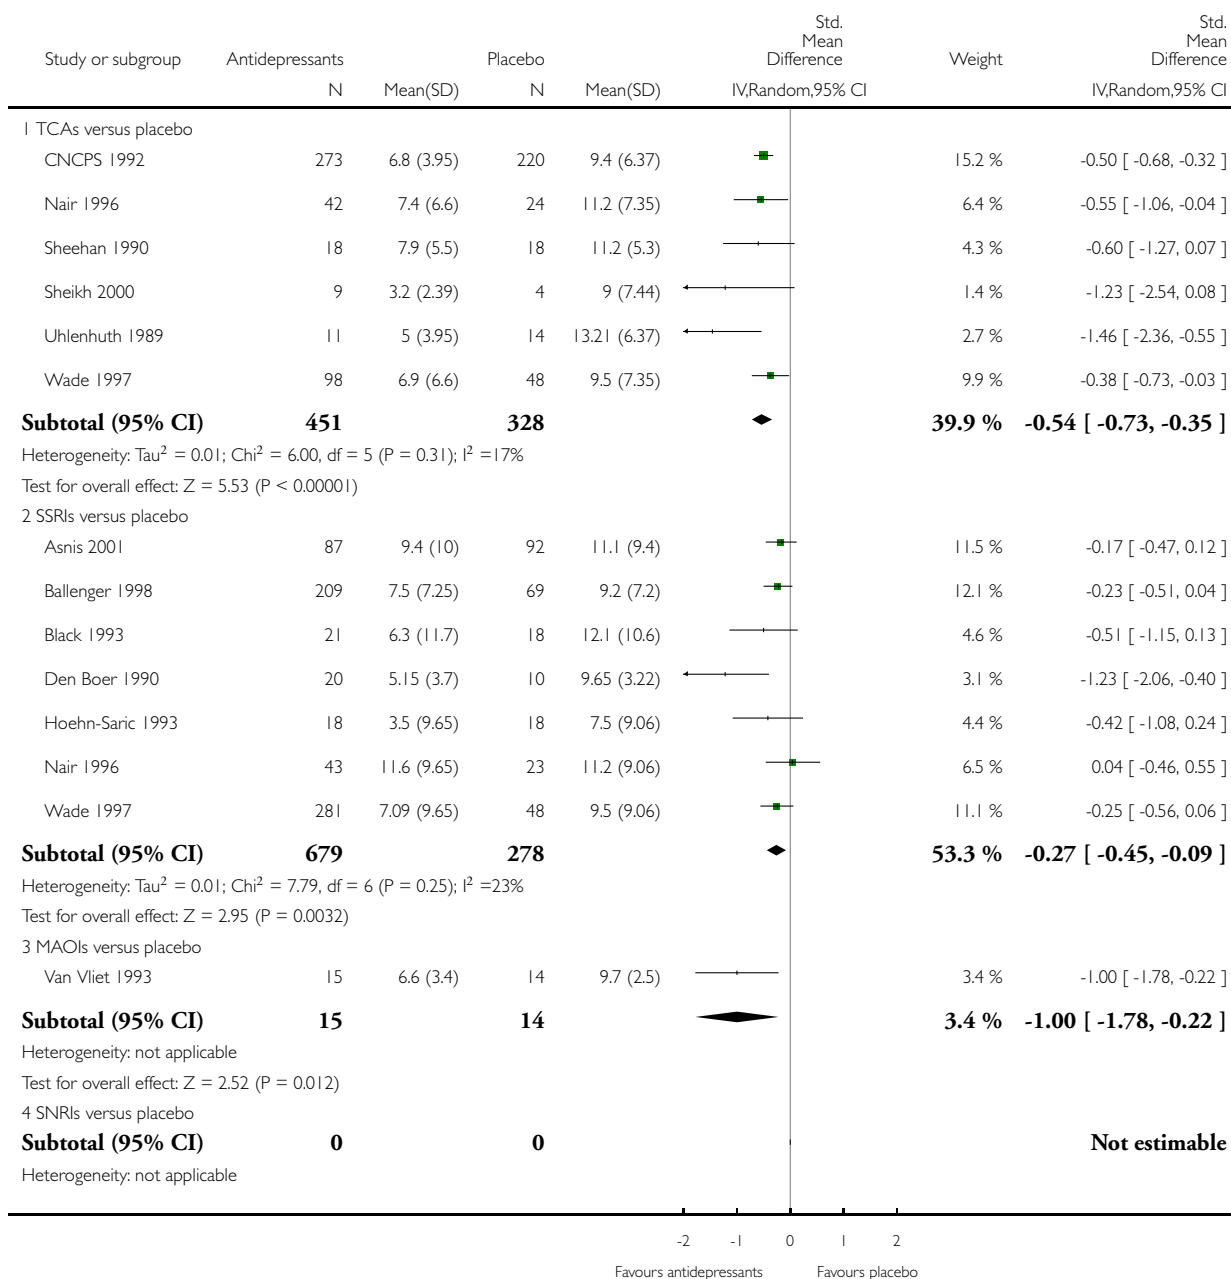 Study or subgroup Antidepressants Placebo Std. Mean Difference Weight Std. Mean Difference
N Mean(SD) N Mean(SD) IV,Random,95% CI IV,Random,95% CI
1 TCAs versus placebo
CNCPS 1992 273 6.8 (3.95) 220 9.4 (6.37) 15.2 % -0.50 [ -0.68, -0.32 ]
Nair 1996 42 7.4 (6.6) 24 11.2 (7.35) 6.4 % -0.55 [ -1.06, -0.04 ]
Sheehan 1990 18 7.9 (5.5) 18 11.2 (5.3) 4.3 % -0.60 [ -1.27, 0.07 ]
Sheikh 2000 9 3.2 (2.39) 4 9 (7.44) 1.4 % -1.23 [ -2.54, 0.08 ]
Uhlenhuth 1989 11 5 (3.95) 14 13.21 (6.37) 2.7 % -1.46 [ -2.36, -0.55 ]
Wade 1997 98 6.9 (6.6) 48 9.5 (7.35) 9.9 % -0.38 [ -0.73, -0.03 ]
Subtotal (95% CI) 451 328 39.9 % -0.54 [ -0.73, -0.35 ]
Heterogeneity: Tau² = 0.01; Chi² = 6.00, df = 5 (P = 0.31); I² =17%
Test for overall effect: Z = 5.53 (P < 0.00001)
2 SSRIs versus placebo
Asnis 2001 87 9.4 (10) 92 11.1 (9.4) 11.5 % -0.17 [ -0.47, 0.12 ]
Ballenger 1998 209 7.5 (7.25) 69 9.2 (7.2) 12.1 % -0.23 [ -0.51, 0.04 ]
Black 1993 21 6.3 (11.7) 18 12.1 (10.6) 4.6 % -0.51 [ -1.15, 0.13 ]
Den Boer 1990 20 5.15 (3.7) 10 9.65 (3.22) 3.1 % -1.23 [ -2.06, -0.40 ]
Hoehn-Saric 1993 18 3.5 (9.65) 18 7.5 (9.06) 4.4 % -0.42 [ -1.08, 0.24 ]
Nair 1996 43 11.6 (9.65) 23 11.2 (9.06) 6.5 % 0.04 [ -0.46, 0.55 ]
Wade 1997 281 7.09 (9.65) 48 9.5 (9.06) 11.1 % -0.25 [ -0.56, 0.06 ]
Subtotal (95% CI) 679 278 53.3 % -0.27 [ -0.45, -0.09 ]
Heterogeneity: Tau² = 0.01; Chi² = 7.79, df = 6 (P = 0.25); I² =23%
Test for overall effect: Z = 2.95 (P = 0.0032)
3 MAOIs versus placebo
Van Vliet 1993 15 6.6 (3.4) 14 9.7 (2.5) 3.4 % -1.00 [ -1.78, -0.22 ]
Subtotal (95% CI) 15 14 3.4 % -1.00 [ -1.78, -0.22 ]
Heterogeneity: not applicable
Test for overall effect: Z = 2.52 (P = 0.012)
4 SNRIs versus placebo
Subtotal (95% CI) 0 0 Not estimable
Heterogeneity: not applicable
-2 -1 0 1 2
Favours antidepressants Favours placebo